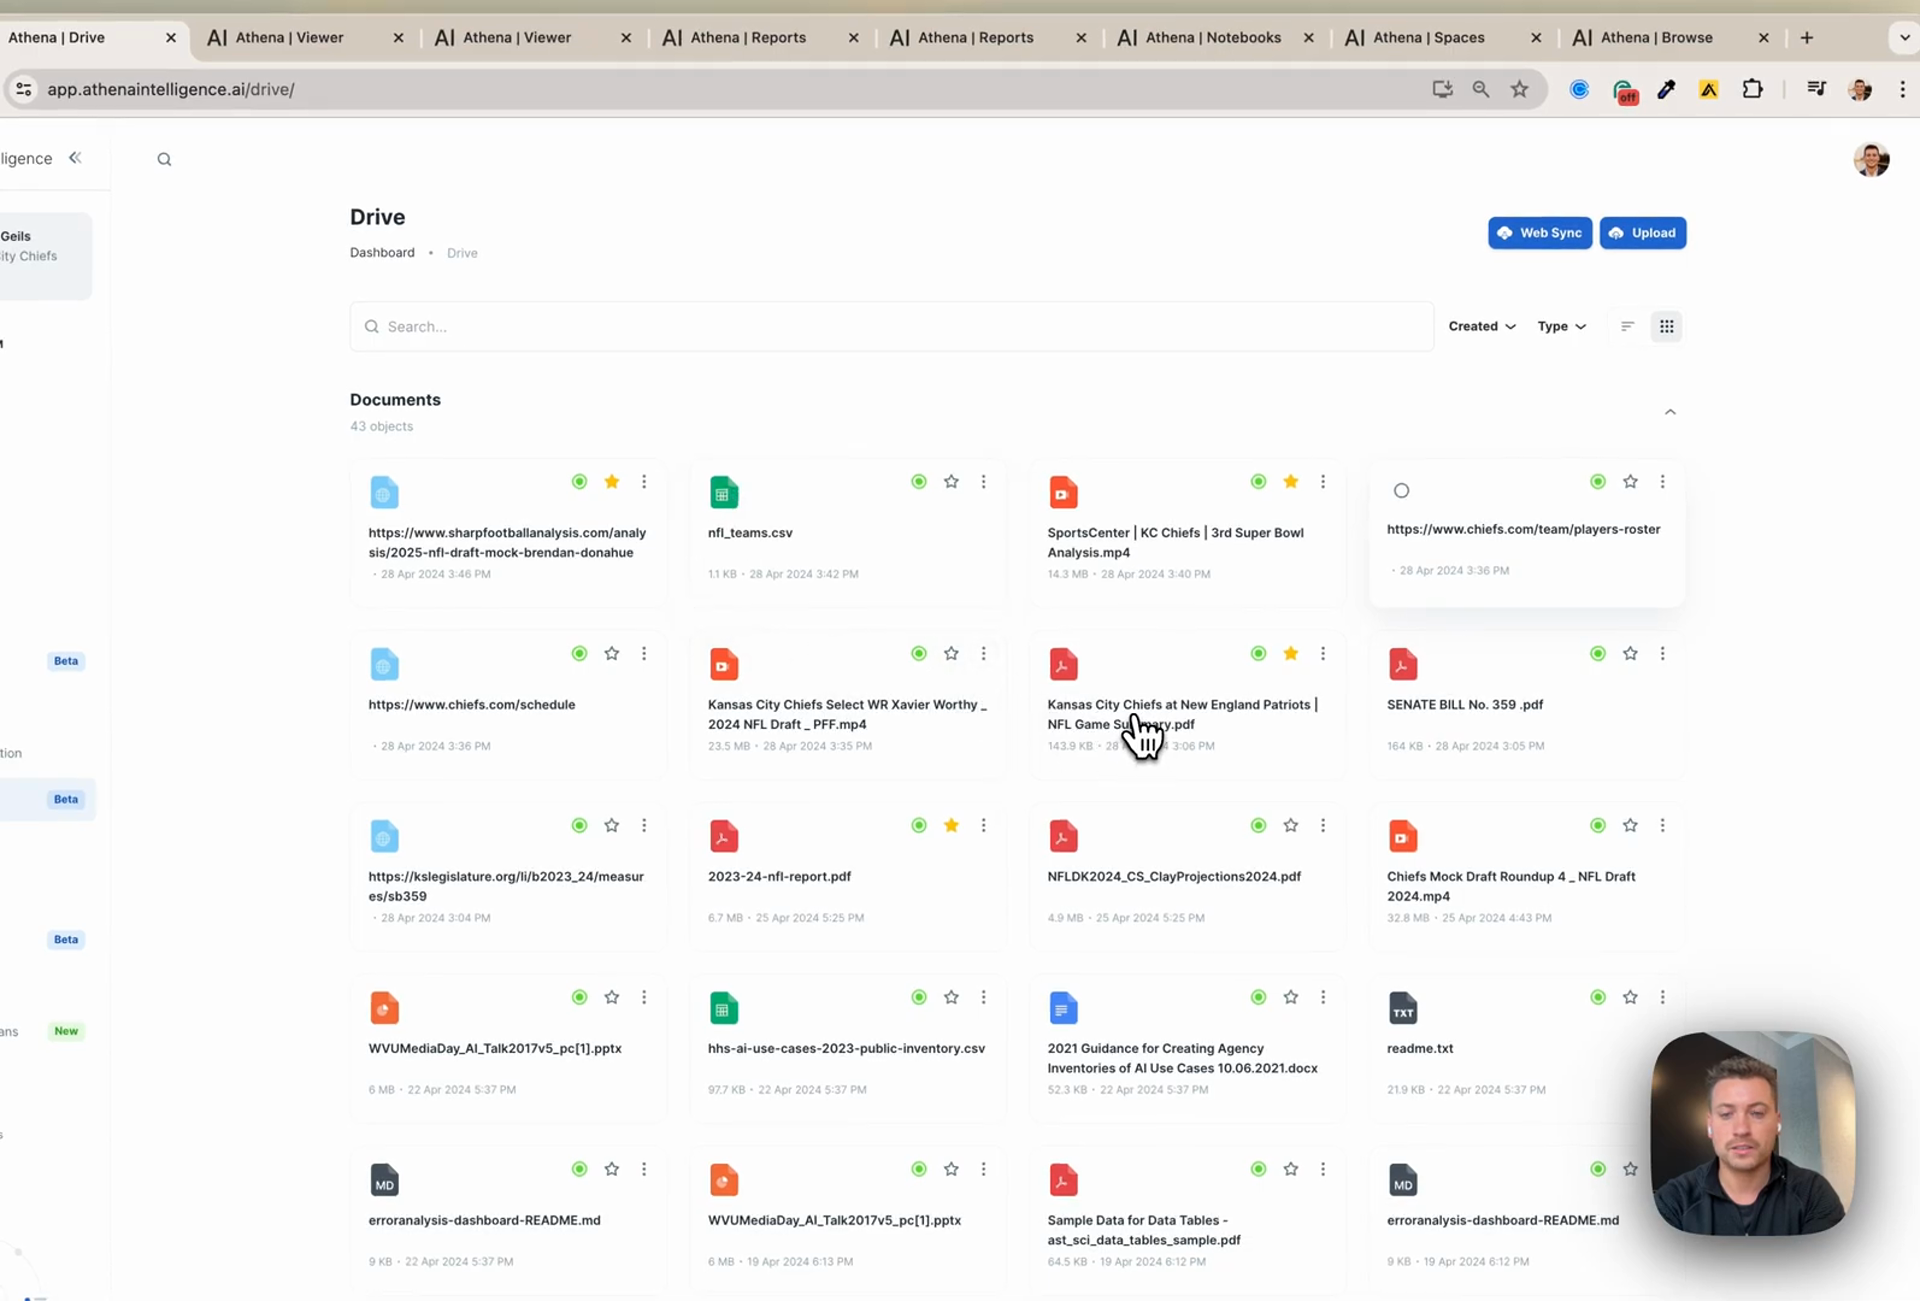 Athena | Drive
AI Athena | Viewer
AI Athena | Viewer
AI Athena | Reports
AI Athena | Reports
AI Athena | Notebooks
AI Athena | Spaces
AI Athena | Browse
app.athenaintelligence.ai/drive/
off
lligence
Geils
City Chiefs
Drive
Dashboard • Drive
Web Sync
Upload
Search...
Created
Type
Documents
43 objects
https://www.sharpfootballanalysis.com/analy
sis/2025-nfl-draft-mock-brendan-donahue
• 28 Apr 2024 3:46 PM
nfl_teams.csv
1.1 KB • 28 Apr 2024 3:42 PM
SportsCenter | KC Chiefs | 3rd Super Bowl
Analysis.mp4
14.3 MB • 28 Apr 2024 3:40 PM
https://www.chiefs.com/team/players-roster
• 28 Apr 2024 3:36 PM
https://www.chiefs.com/schedule
• 28 Apr 2024 3:36 PM
Kansas City Chiefs Select WR Xavier Worthy _
2024 NFL Draft _ PFF.mp4
23.5 MB • 28 Apr 2024 3:35 PM
Kansas City Chiefs at New England Patriots |
NFL Game Summary.pdf
143.9 KB • 28 3:06 PM
SENATE BILL No. 359 .pdf
164 KB • 28 Apr 2024 3:05 PM
Beta
tion
Beta
https://kslegislature.org/li/b2023_24/measur
es/sb359
• 28 Apr 2024 3:04 PM
2023-24-nfl-report.pdf
6.7 MB • 25 Apr 2024 5:25 PM
NFLDK2024_CS_ClayProjections2024.pdf
4.9 MB • 25 Apr 2024 5:25 PM
Chiefs Mock Draft Roundup 4 _ NFL Draft
2024.mp4
32.8 MB • 25 Apr 2024 4:43 PM
Beta
ans
New
WVUMediaDay_AI_Talk2017v5_pc[1].pptx
6 MB • 22 Apr 2024 5:37 PM
hhs-ai-use-cases-2023-public-inventory.csv
97.7 KB • 22 Apr 2024 5:37 PM
2021 Guidance for Creating Agency
Inventories of AI Use Cases 10.06.2021.docx
52.3 KB • 22 Apr 2024 5:37 PM
TXT
readme.txt
21.9 KB • 22 Apr 2024 5:37 PM
s
MD
erroranalysis-dashboard-README.md
9 KB • 22 Apr 2024 5:37 PM
WVUMediaDay_AI_Talk2017v5_pc[1].pptx
6 MB • 19 Apr 2024 6:13 PM
Sample Data for Data Tables -
ast_sci_data_tables_sample.pdf
64.5 KB • 19 Apr 2024 6:12 PM
MD
erroranalysis-dashboard-README.md
9 KB • 19 Apr 2024 6:12 PM